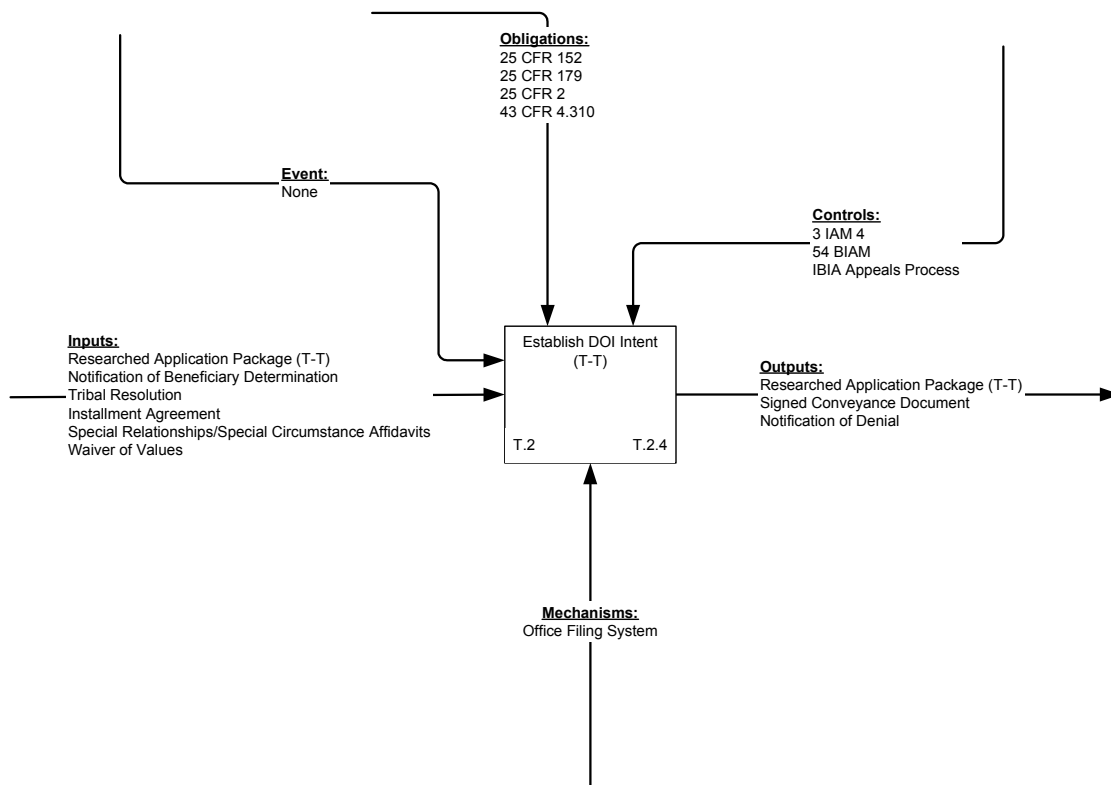 Obligations:
25 CFR 152
25 CFR 179
25 CFR 2
43 CFR 4.310
Event:
None
Controls:
3 IAM 4
54 BIAM
IBIA Appeals Process
Inputs:
Researched Application Package (T-T)
Notification of Beneficiary Determination
Tribal Resolution
Installment Agreement
Special Relationships/Special Circumstance Affidavits
Waiver of Values
Establish DOI Intent
(T-T)
T.2
T.2.4
Outputs:
Researched Application Package (T-T)
Signed Conveyance Document
Notification of Denial
Mechanisms:
Office Filing System